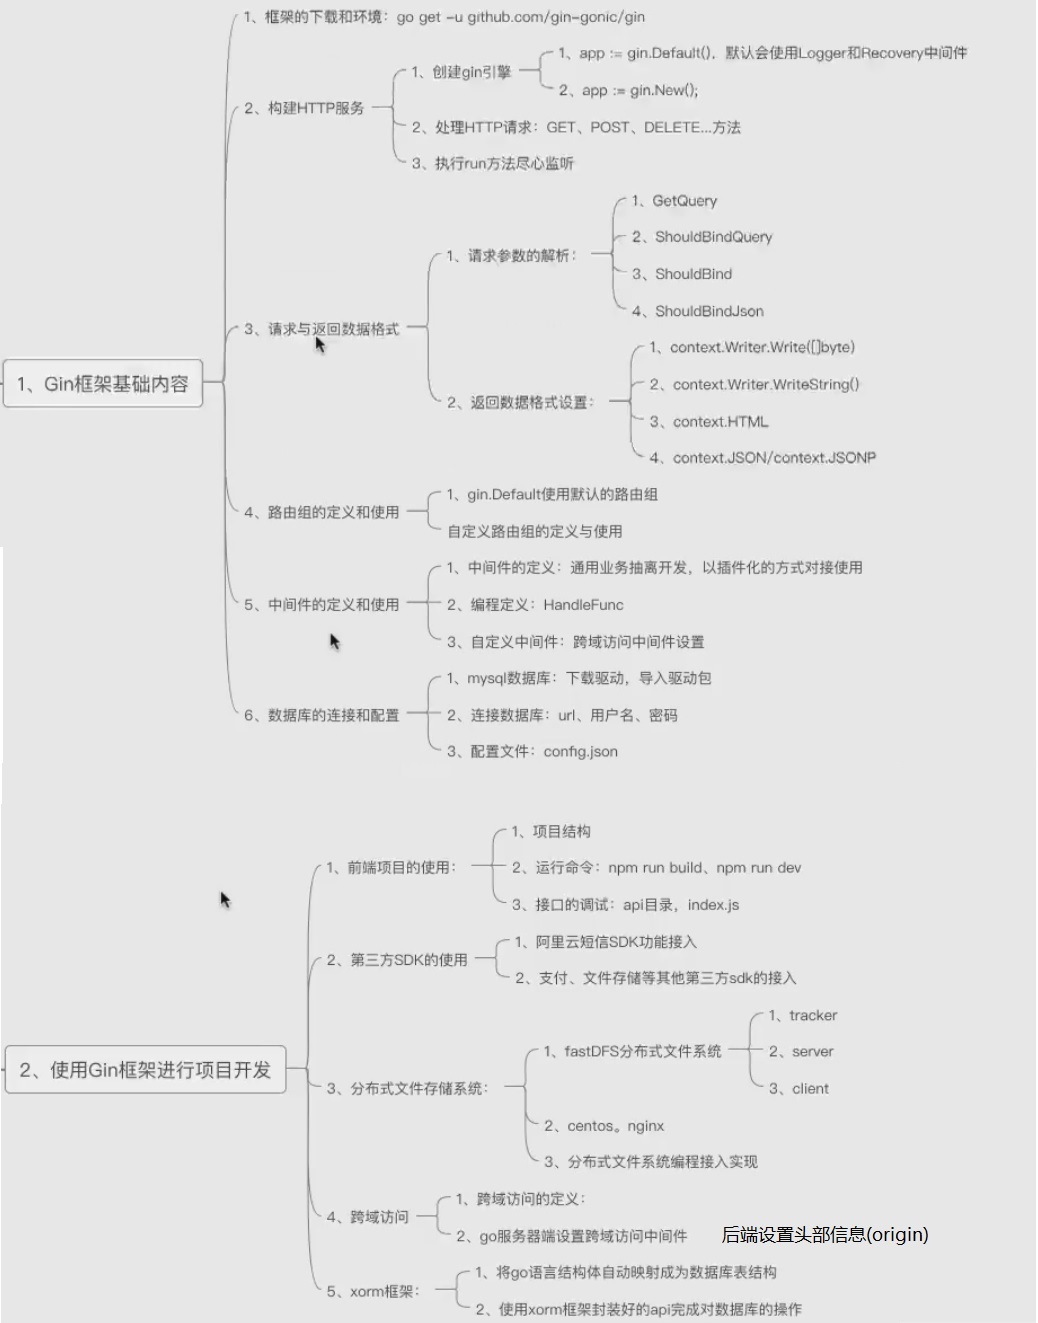 1、Gin框架基础内容
1、框架的下载和环境：go get -u github.com/gin-gonic/gin
2、构建HTTP服务
1、创建gin引擎
1、app := gin.Default()，默认会使用Logger和Recovery中间件
2、app := gin.New();
2、处理HTTP请求：GET、POST、DELETE...方法
3、执行run方法尽心监听
3、请求与返回数据格式
1、请求参数的解析：
1、GetQuery
2、ShouldBindQuery
3、ShouldBind
4、ShouldBindJson
2、返回数据格式设置：
1、context.Writer.Write([]byte)
2、context.Writer.WriteString()
3、context.HTML
4、context.JSON/context.JSONP
4、路由组的定义和使用
1、gin.Default使用默认的路由组
自定义路由组的定义与使用
5、中间件的定义和使用
1、中间件的定义：通用业务抽离开发，以插件化的方式对接使用
2、编程定义：HandleFunc
3、自定义中间件：跨域访问中间件设置
6、数据库的连接和配置
1、mysql数据库：下载驱动，导入驱动包
2、连接数据库：url、用户名、密码
3、配置文件：config.json
2、使用Gin框架进行项目开发
1、前端项目的使用：
1、项目结构
2、运行命令：npm run build、npm run dev
3、接口的调试：api目录，index.js
2、第三方SDK的使用
1、阿里云短信SDK功能接入
2、支付、文件存储等其他第三方sdk的接入
3、分布式文件存储系统：
1、fastDFS分布式文件系统
1、tracker
2、server
3、client
2、centos。nginx
3、分布式文件系统编程接入实现
4、跨域访问
1、跨域访问的定义：
2、go服务器端设置跨域访问中间件
后端设置头部信息(origin)
5、xorm框架：
1、将go语言结构体自动映射成为数据库表结构
2、使用xorm框架封装好的api完成对数据库的操作